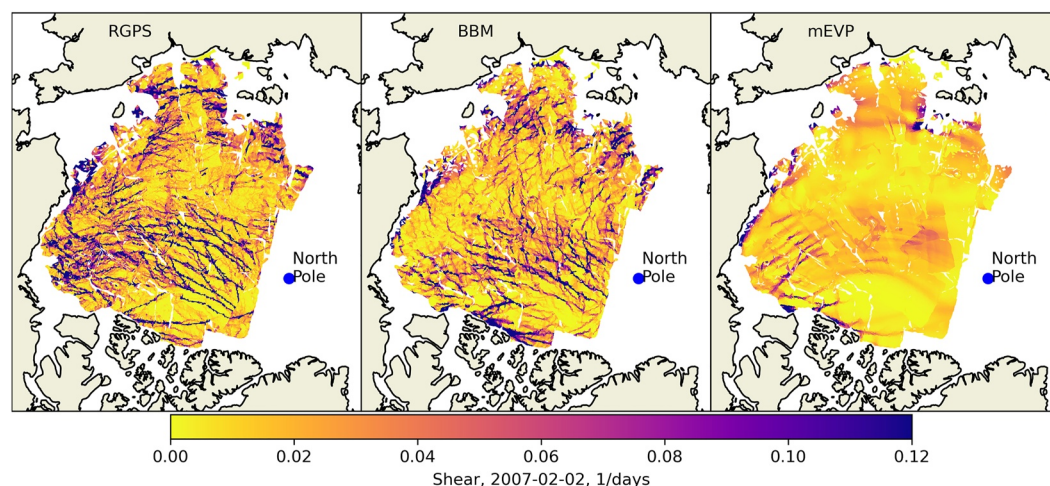 RGPS
BBM
mEVP
North
Pole
North
Pole
North
Pole
0.00 0.02 0.04 0.06 0.08 0.10 0.12
Shear, 2007-02-02, 1/days